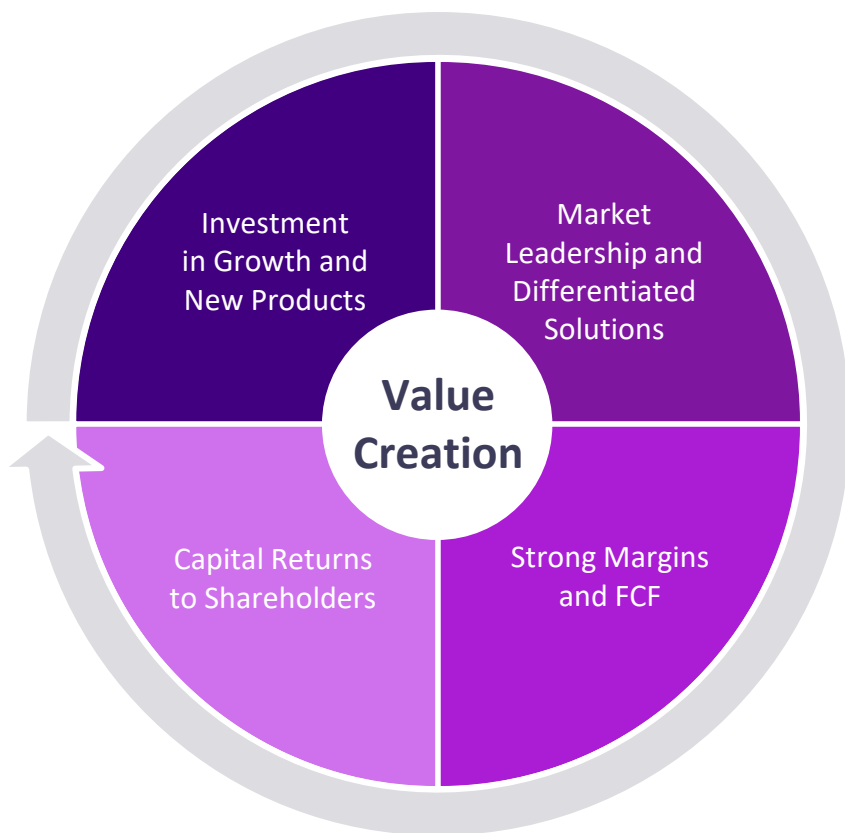 Investment
in Growth and
New Products
Market
Leadership and
Differentiated
Solutions
Value
Creation
Capital Returns
to Shareholders
Strong Margins
and FCF